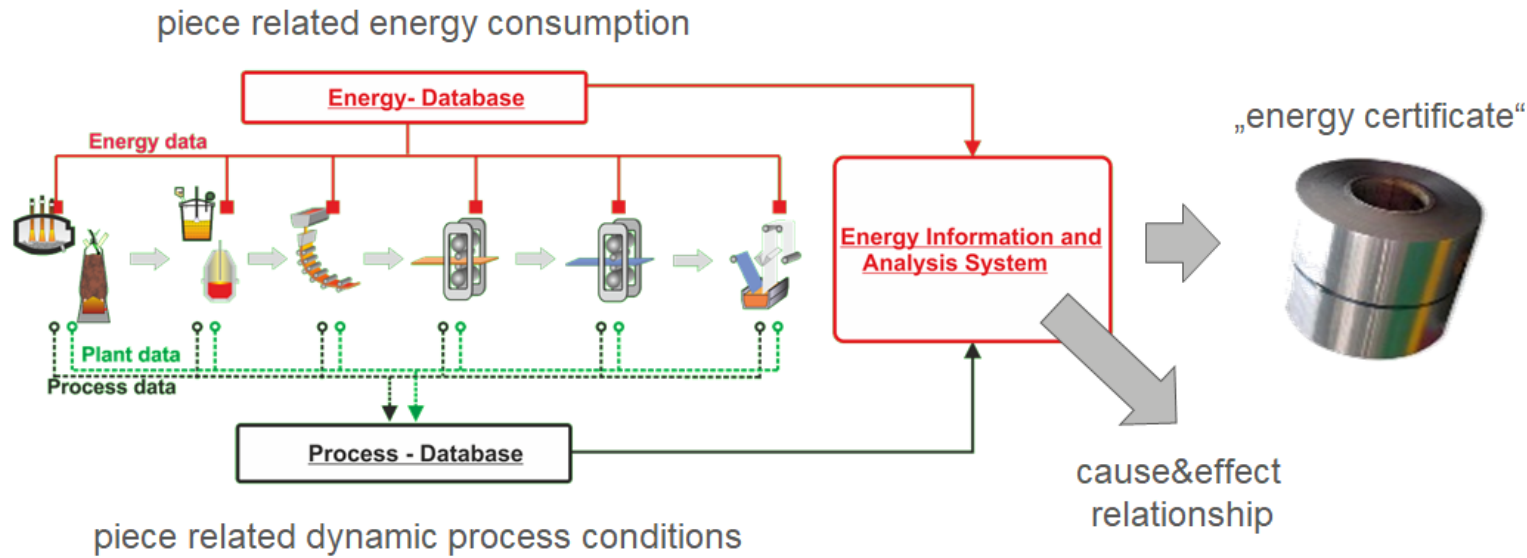 piece related energy consumption
Energy- Database
Energy data
„energy certificate“
Energy Information and
Analysis System
Plant data
Process data
Process - Database
cause&effect
relationship
piece related dynamic process conditions